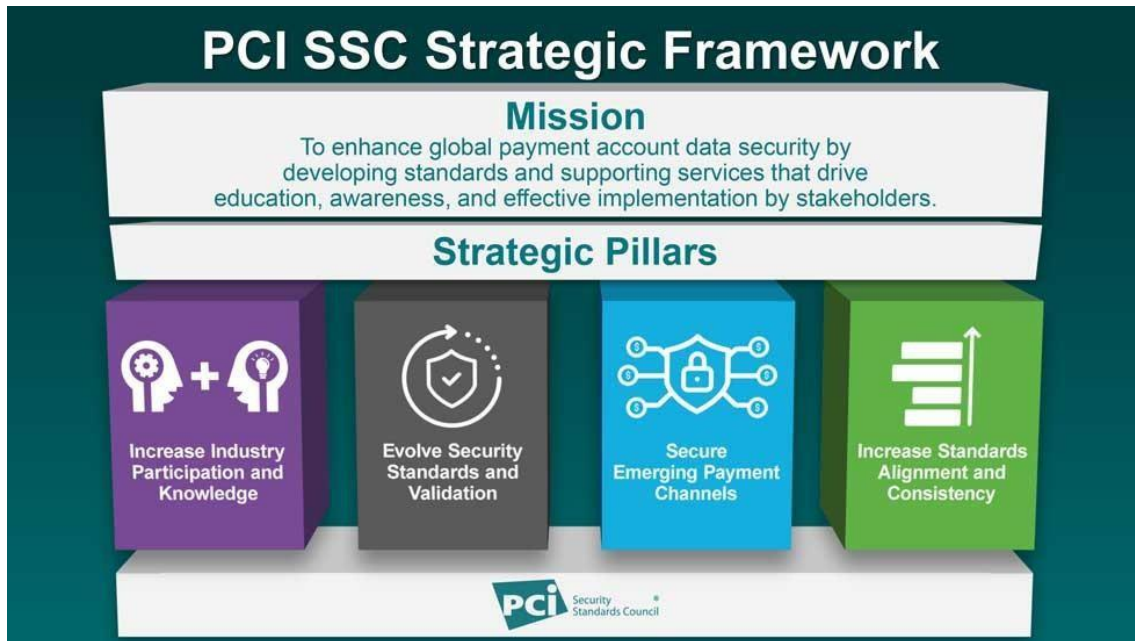 PCI SSC Strategic Framework
Mission
To enhance global payment account data security by
developing standards and supporting services that drive
education, awareness, and effective implementation by stakeholders.
Strategic Pillars
Increase Industry
Participation and
Knowledge
Evolve Security
Standards and
Validation
Secure
Emerging Payment
Channels
Increase Standards
Alignment and
Consistency
PCI Security
Standards Council